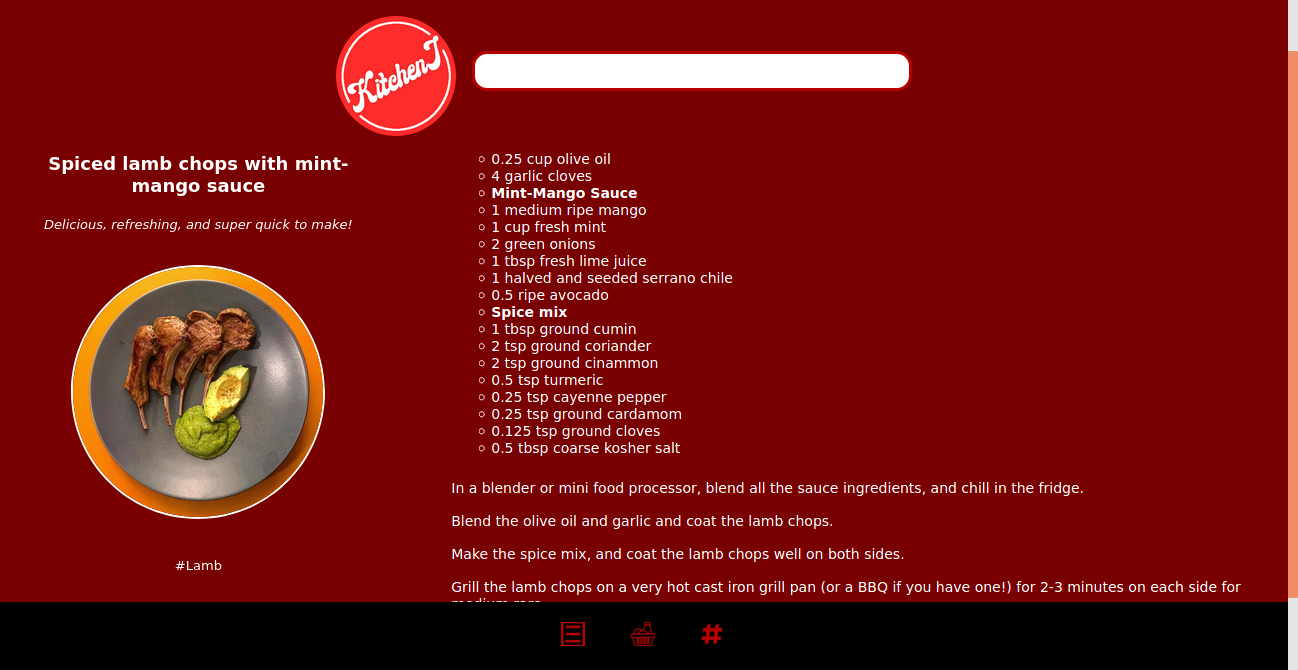 KitchenJ
Spiced lamb chops with mint-
mango sauce
Delicious, refreshing, and super quick to make!
#Lamb
0.25 cup olive oil
4 garlic cloves
Mint-Mango Sauce
1 medium ripe mango
1 cup fresh mint
2 green onions
1 tbsp fresh lime juice
1 halved and seeded serrano chile
0.5 ripe avocado
Spice mix
1 tbsp ground cumin
2 tsp ground coriander
2 tsp ground cinammon
0.5 tsp turmeric
0.25 tsp cayenne pepper
0.25 tsp ground cardamom
0.125 tsp ground cloves
0.5 tbsp coarse kosher salt
In a blender or mini food processor, blend all the sauce ingredients, and chill in the fridge.
Blend the olive oil and garlic and coat the lamb chops.
Make the spice mix, and coat the lamb chops well on both sides.
Grill the lamb chops on a very hot cast iron grill pan (or a BBQ if you have one!) for 2-3 minutes on each side for
#